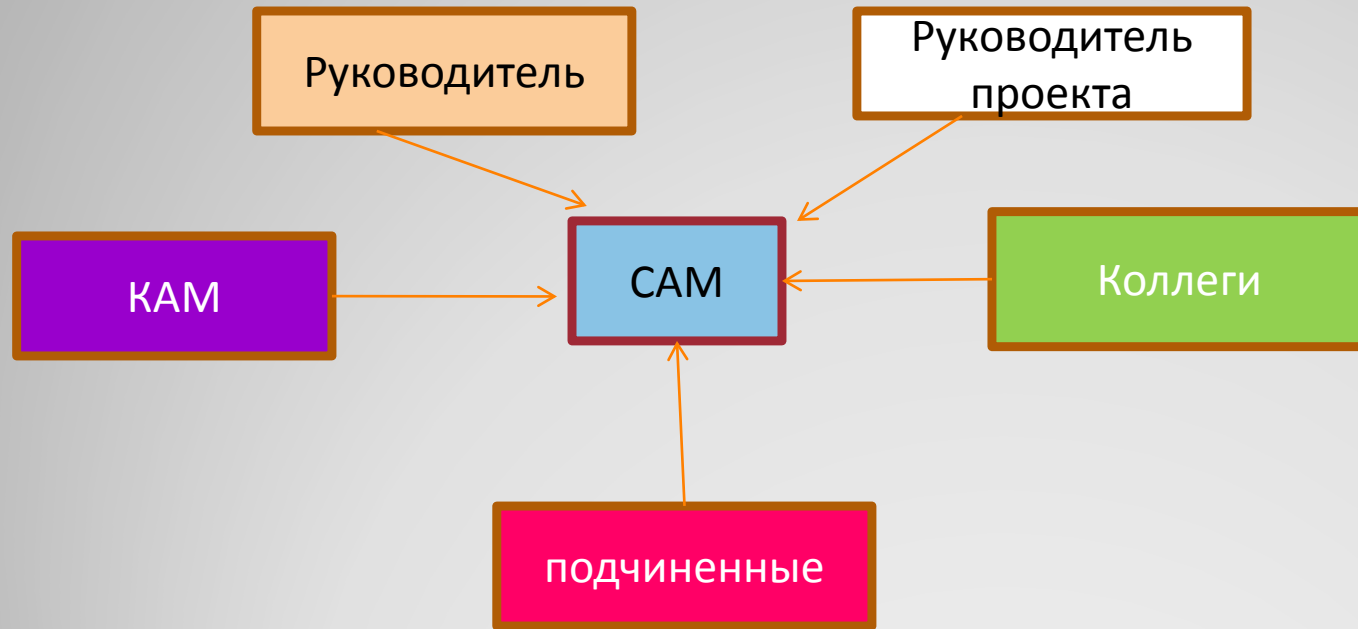 Руководитель
Руководитель
проекта
КАМ
САМ
Коллеги
подчиненные